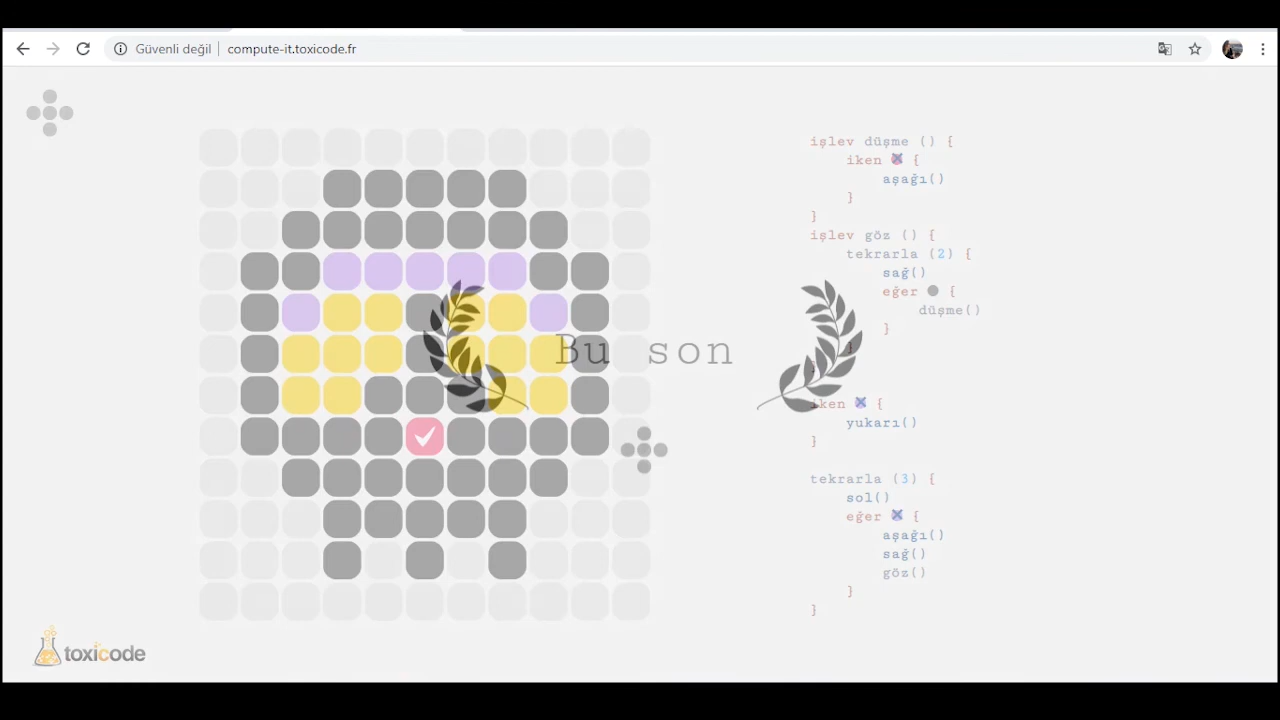 Güvenli değil
compute-it.toxicode.fr
işlev düşme () {
iken {
aşağı()
}
}
işlev göz () {
tekrarla (2) {
sağ()
eğer {
düşme()
}
}
}
Bu son
iken {
yukarı()
}
tekrarla (3) {
sol()
eğer {
aşağı()
sağ()
göz()
}
}
toxicode